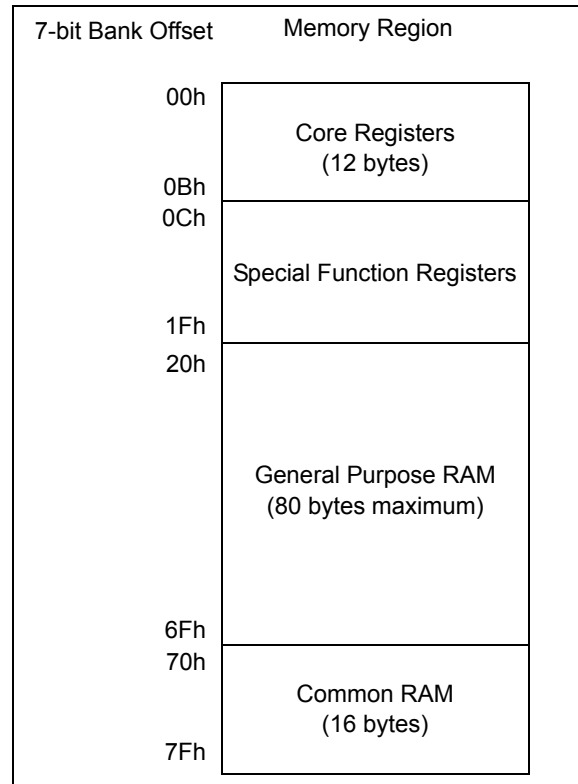 7-bit Bank Offset Memory Region
00h
Core Registers
(12 bytes)
0Bh
0Ch
Special Function Registers
1Fh
20h
General Purpose RAM
(80 bytes maximum)
6Fh
70h
Common RAM
(16 bytes)
7Fh